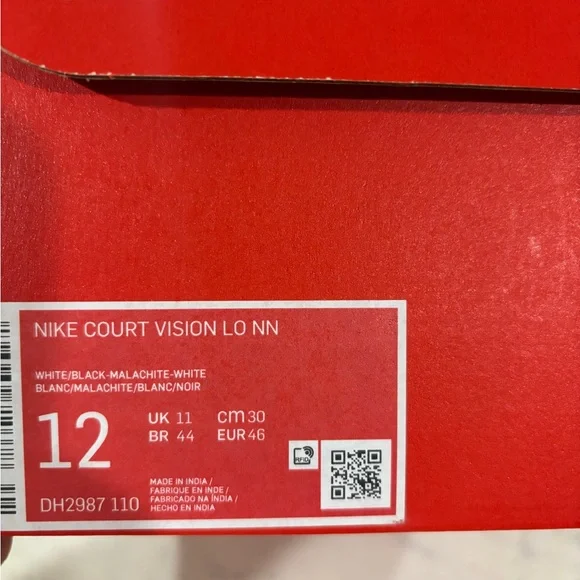 NIKE COURT VISION LO NN
WHITE/BLACK-MALACHITE-WHITE
BLANC/MALACHITE/BLANC/NOIR
12
UK 11 CM 30
BR 44 EUR 46
RFID
MADE IN INDIA /
FABRIQUE EN INDE /
FABRICADO NA ÍNDIA /
HECHO EN INDIA
DH2987 110